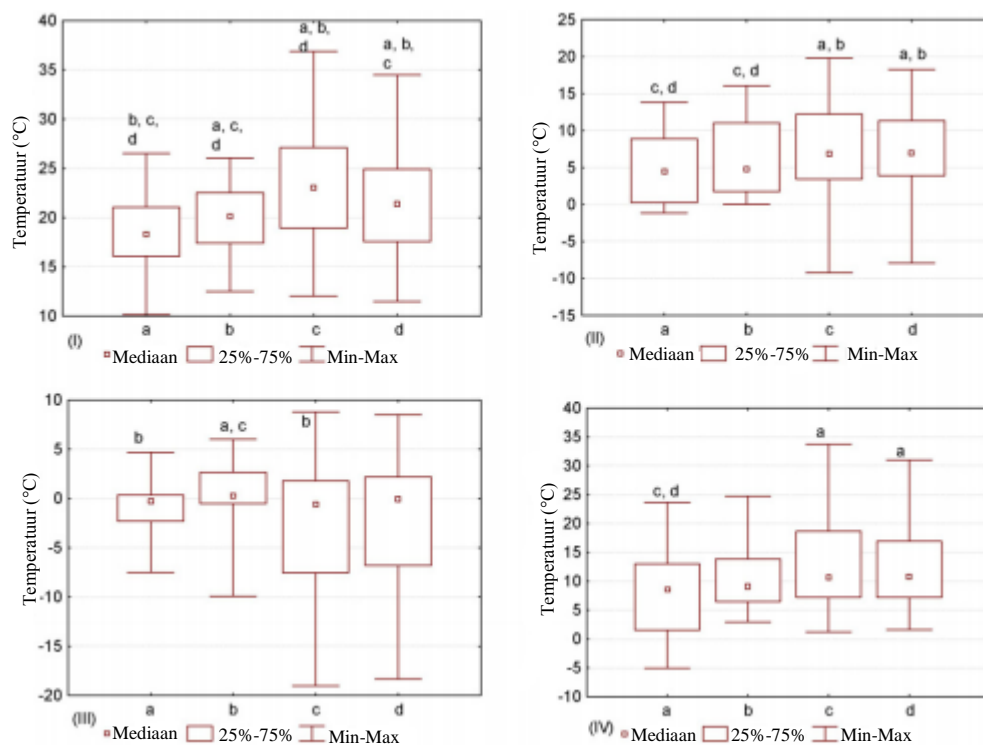 Temperatuur (°C)
40
35
30
25
20
15
10
b, c,
d
a, c,
d
a, b,
d
a, b,
c
a b c d
(I)
Mediaan 25%-75% Min-Max
Temperatuur (°C)
25
20
15
10
5
0
-5
-10
-15
c, d
c, d
a, b
a, b
a b c d
(II)
Mediaan 25%-75% Min-Max
Temperatuur (°C)
10
5
0
-5
-10
-15
-20
b
a, c
b
a b c d
(III)
Mediaan 25%-75% Min-Max
Temperatuur (°C)
40
35
30
25
20
15
10
5
0
-5
-10
c, d
a
a
a b c d
(IV)
Mediaan 25%-75% Min-Max